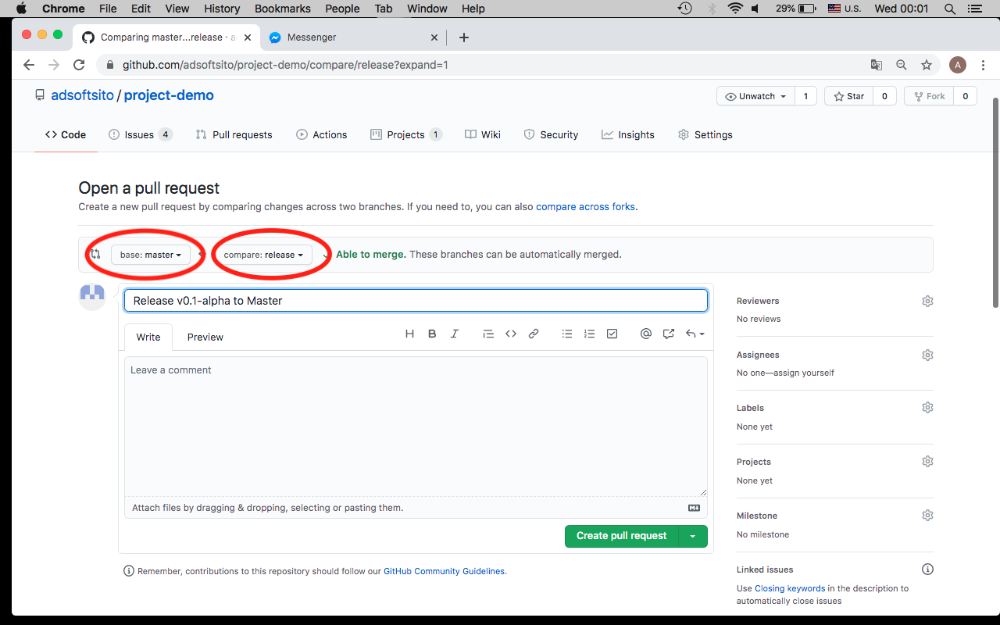 Chrome File Edit View History Bookmarks People Tab Window Help 29% U.S. Wed 00:01
Comparing master...release · a Messenger
github.com/adsoftsito/project-demo/compare/release?expand=1 A
adsoftsito / project-demo Unwatch 1 Star 0 Fork 0
Code Issues 4 Pull requests Actions Projects 1 Wiki Security Insights Settings
Open a pull request
Create a new pull request by comparing changes across two branches. If you need to, you can also compare across forks.
base: master compare: release Able to merge. These branches can be automatically merged.
Release v0.1-alpha to Master
Write Preview H B I
Leave a comment
Attach files by dragging & dropping, selecting or pasting them.
Create pull request
Remember, contributions to this repository should follow our GitHub Community Guidelines.
Reviewers
No reviews
Assignees
No one—assign yourself
Labels
None yet
Projects
None yet
Milestone
No milestone
Linked issues
Use Closing keywords in the description to
automatically close issues